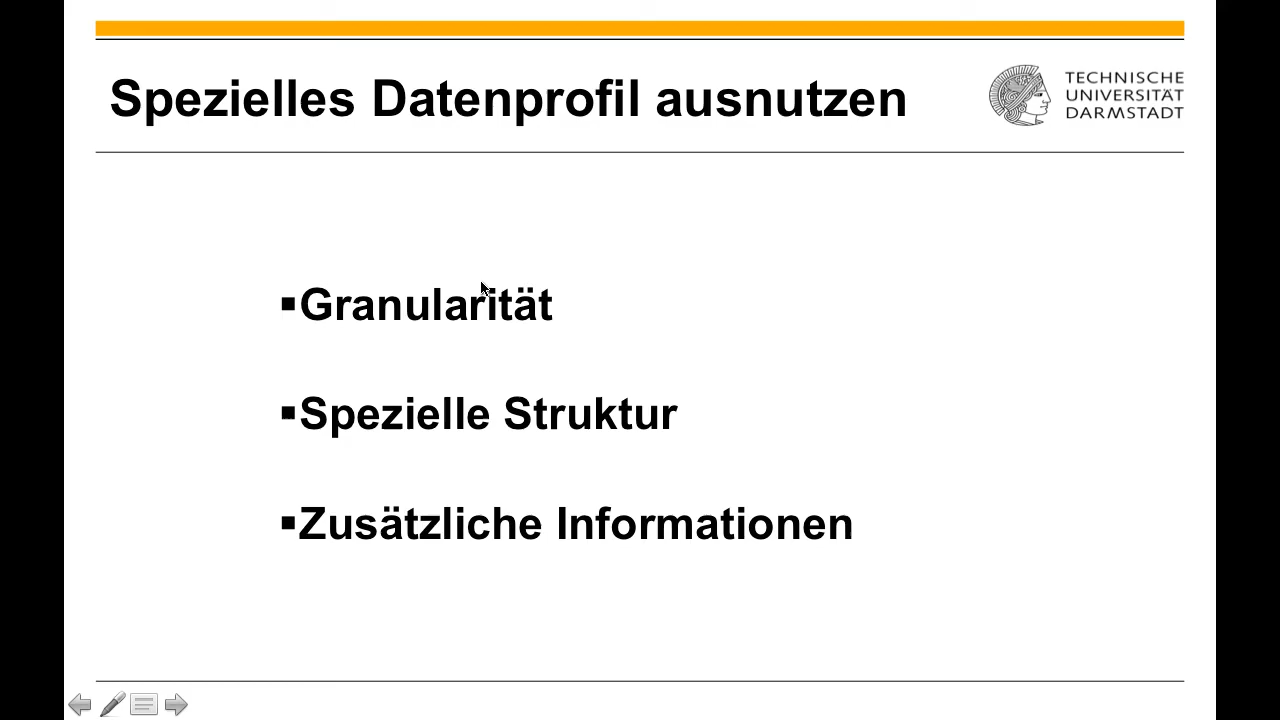 Spezielles Datenprofil ausnutzen
TECHNISCHE
UNIVERSITÄT
DARMSTADT
▪Granularität
▪Spezielle Struktur
▪Zusätzliche Informationen